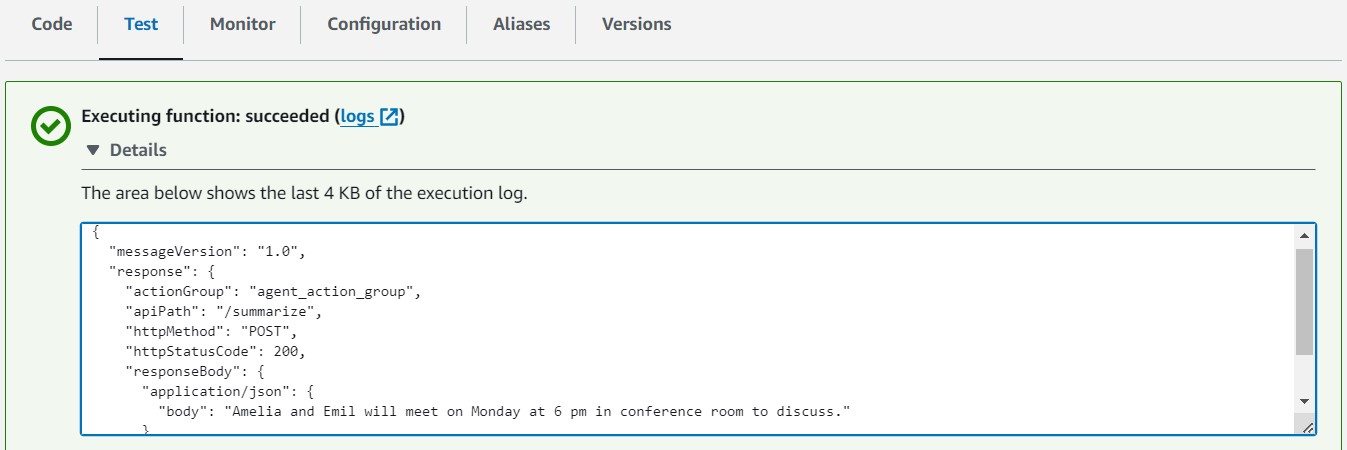 Code Test Monitor Configuration Aliases Versions
Executing function: succeeded (logs)
Details
The area below shows the last 4 KB of the execution log.
{
"messageVersion": "1.0",
"response": {
"actionGroup": "agent_action_group",
"apiPath": "/summarize",
"httpMethod": "POST",
"httpStatusCode": 200,
"responseBody": {
"application/json": {
"body": "Amelia and Emil will meet on Monday at 6 pm in conference room to discuss."
}